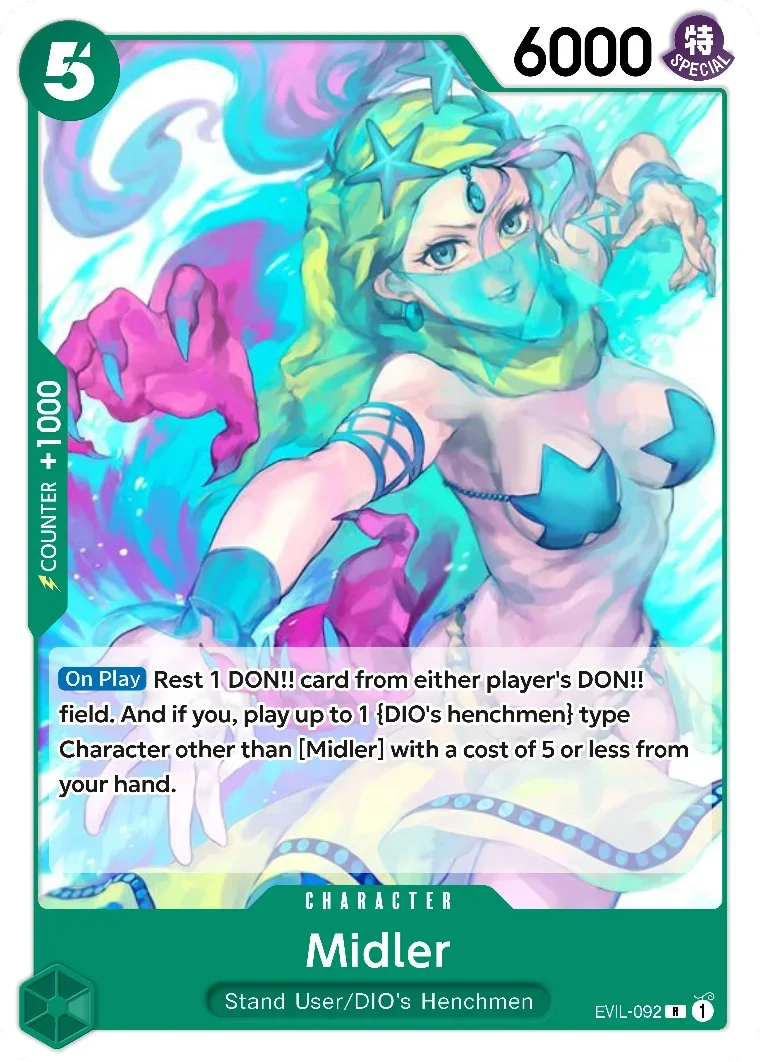 5
6000
特
SPECIAL
COUNTER +1000
On Play Rest 1 DON!! card from either player's DON!!
field. And if you, play up to 1 {DIO's henchmen} type
Character other than [Midler] with a cost of 5 or less from
your hand.
CHARACTER
Midler
Stand User/DIO's Henchmen
EVIL-092 R 1